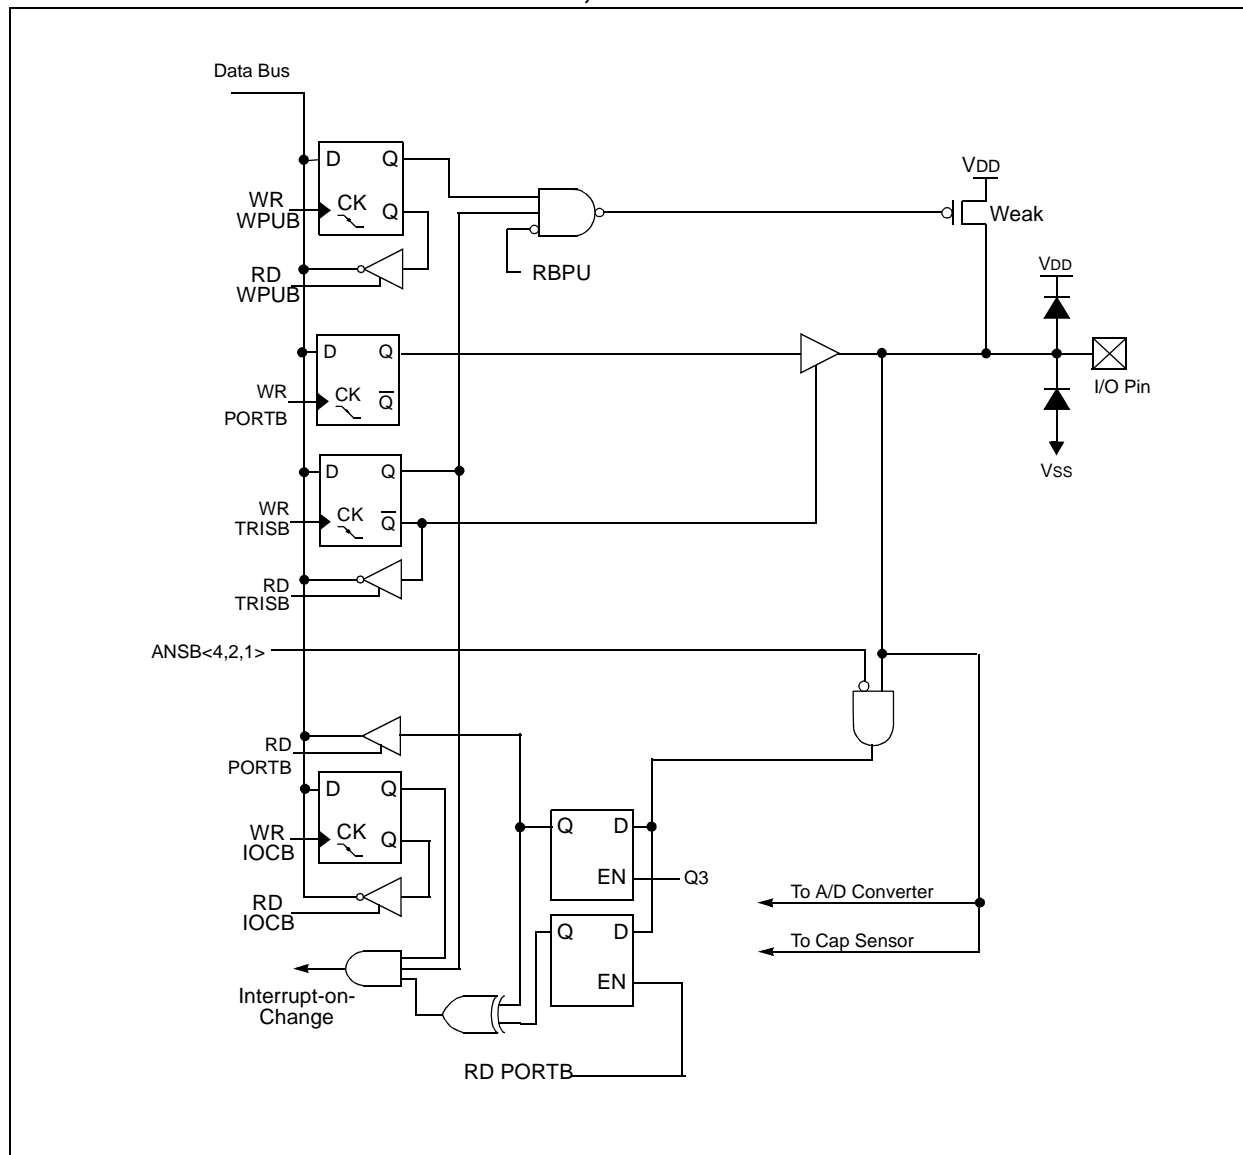 Data Bus
D Q
WR
WPUB
CK
Q
RD
WPUB
RBPU
VDD
Weak
VDD
I/O Pin
VSS
D Q
WR
PORTB
CK
Q
D Q
WR
TRISB
CK
Q
RD
TRISB
ANSB<4,2,1>
RD
PORTB
D Q
WR
IOCB
CK
Q
RD
IOCB
Q D
EN
Q3
Q D
EN
To A/D Converter
To Cap Sensor
Interrupt-on-
Change
RD PORTB